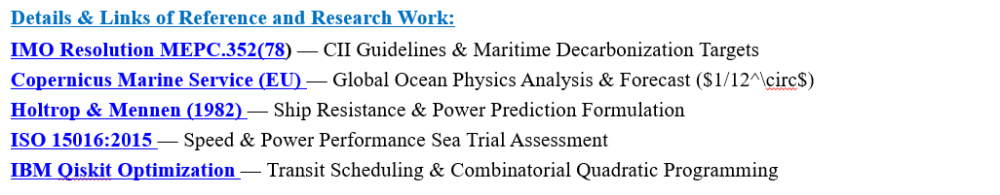 Details & Links of Reference and Research Work:
IMO Resolution MEPC.352(78) — CII Guidelines & Maritime Decarbonization Targets
Copernicus Marine Service (EU) — Global Ocean Physics Analysis & Forecast ($1/12^\circ$)
Holtrop & Mennen (1982) — Ship Resistance & Power Prediction Formulation
ISO 15016:2015 — Speed & Power Performance Sea Trial Assessment
IBM Qiskit Optimization — Transit Scheduling & Combinatorial Quadratic Programming